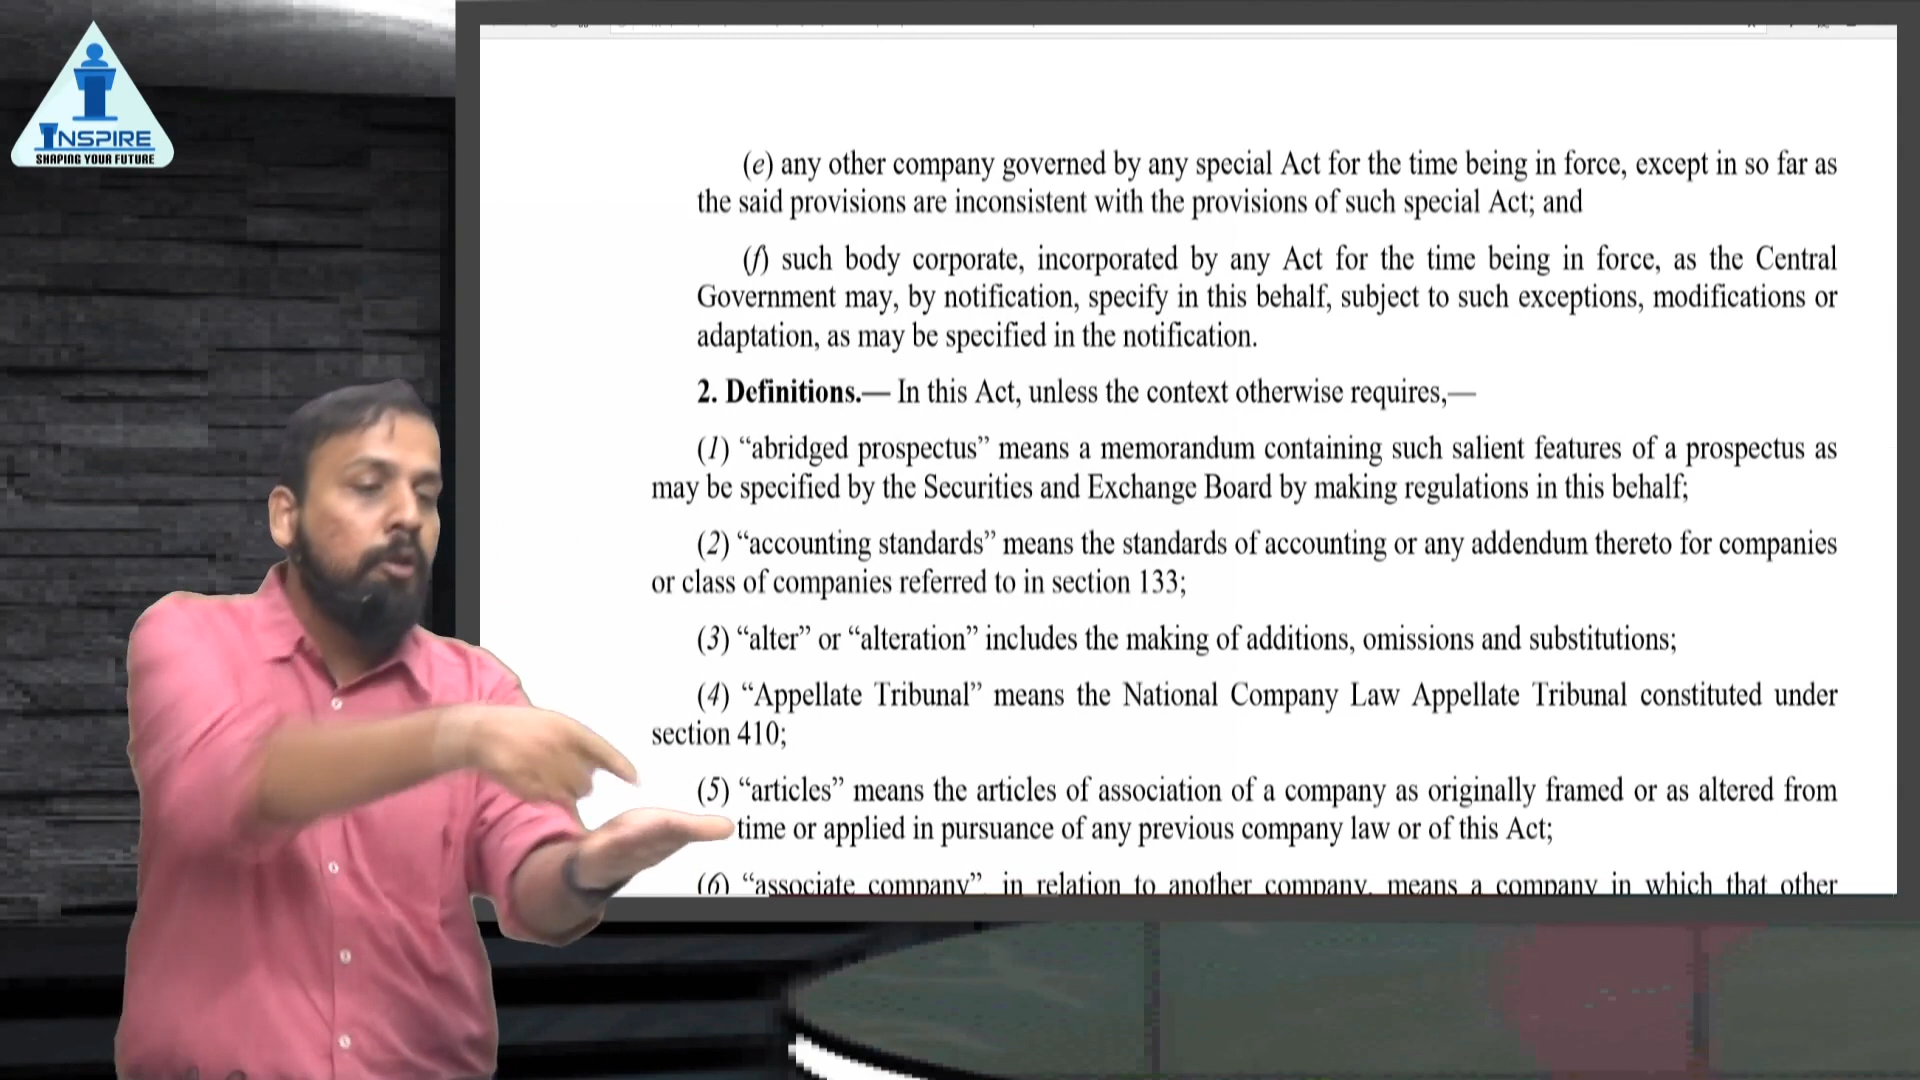 INSPIRE
SHAPING YOUR FUTURE
(e) any other company governed by any special Act for the time being in force, except in so far as
the said provisions are inconsistent with the provisions of such special Act; and
(f) such body corporate, incorporated by any Act for the time being in force, as the Central
Government may, by notification, specify in this behalf, subject to such exceptions, modifications or
adaptation, as may be specified in the notification.
2. Definitions.— In this Act, unless the context otherwise requires,—
(1) “abridged prospectus” means a memorandum containing such salient features of a prospectus as
may be specified by the Securities and Exchange Board by making regulations in this behalf;
(2) “accounting standards” means the standards of accounting or any addendum thereto for companies
or class of companies referred to in section 133;
(3) “alter” or “alteration” includes the making of additions, omissions and substitutions;
(4) “Appellate Tribunal” means the National Company Law Appellate Tribunal constituted under
section 410;
(5) “articles” means the articles of association of a company as originally framed or as altered from
time or applied in pursuance of any previous company law or of this Act;
(6) “associate company”, in relation to another company, means a company in which that other